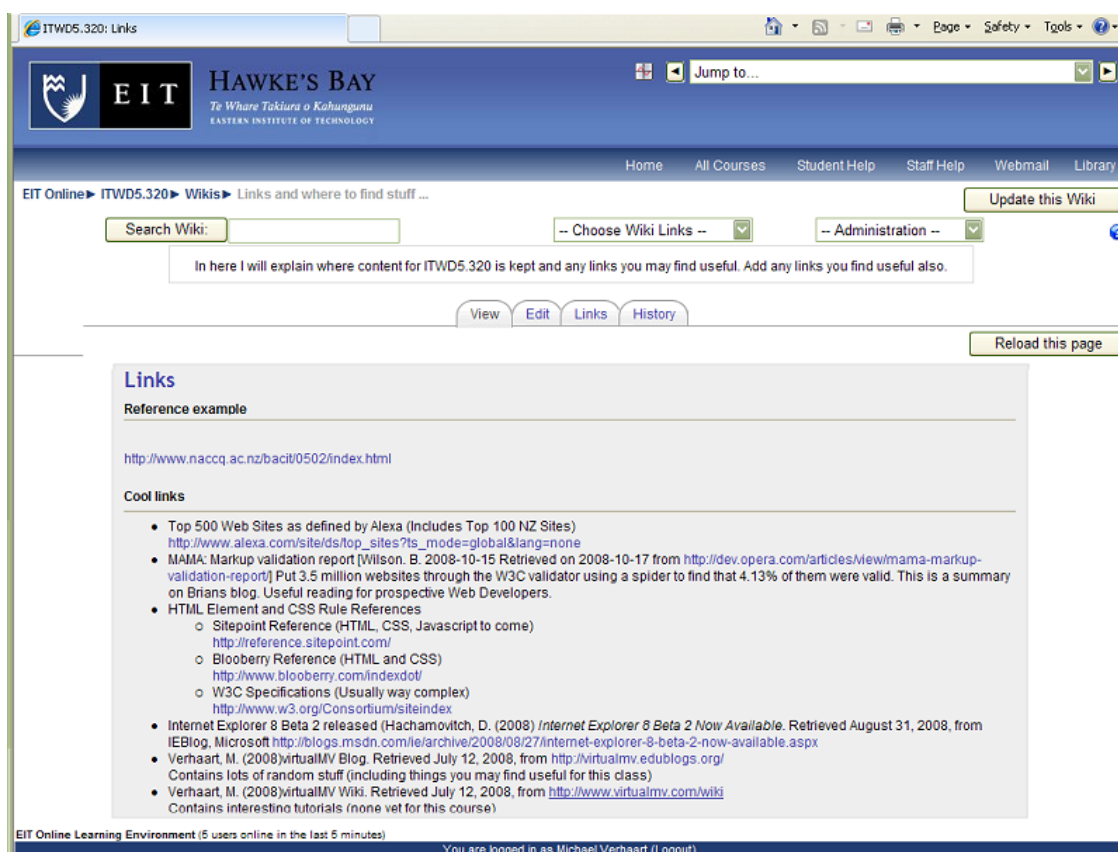 ITWD5.320: Links
Page Safety Tools
EIT
HAWKE'S BAY
Te Whare Takiura o Kahungunu
EASTERN INSTITUTE OF TECHNOLOGY
Jump to...
Home All Courses Student Help Staff Help Webmail Library
EIT Online► ITWD5.320► Wikis► Links and where to find stuff ...
Update this Wiki
Search Wiki:
-- Choose Wiki Links --
-- Administration --
In here I will explain where content for ITWD5.320 is kept and any links you may find useful. Add any links you find useful also.
View Edit Links History
Reload this page
Links
Reference example
http://www.naccq.ac.nz/bacit/0502/index.html
Cool links
• Top 500 Web Sites as defined by Alexa (Includes Top 100 NZ Sites)
http://www.alexa.com/site/ds/top_sites?ts_mode=global&lang=none
• MAMA: Markup validation report [Wilson. B. 2008-10-15 Retrieved on 2008-10-17 from http://dev.opera.com/articles/view/mama-markup-
validation-report/] Put 3.5 million websites through the W3C validator using a spider to find that 4.13% of them were valid. This is a summary
on Brians blog. Useful reading for prospective Web Developers.
• HTML Element and CSS Rule References
o Sitepoint Reference (HTML, CSS, Javascript to come)
http://reference.sitepoint.com/
o Blooberry Reference (HTML and CSS)
http://www.blooberry.com/indexdot/
o W3C Specifications (Usually way complex)
http://www.w3.org/Consortium/siteindex
• Internet Explorer 8 Beta 2 released (Hachamovitch, D. (2008) Internet Explorer 8 Beta 2 Now Available. Retrieved August 31, 2008, from
IEBlog, Microsoft http://blogs.msdn.com/ie/archive/2008/08/27/internet-explorer-8-beta-2-now-available.aspx
• Verhaart, M. (2008)virtualMV Blog. Retrieved July 12, 2008, from http://virtualmv.edublogs.org/
Contains lots of random stuff (including things you may find useful for this class)
• Verhaart, M. (2008)virtualMV Wiki. Retrieved July 12, 2008, from http://www.virtualmv.com/wiki
Contains interesting tutorials (none yet for this course)
EIT Online Learning Environment (5 users online in the last 5 minutes)
You are logged in as Michael Verhaart (Logout)